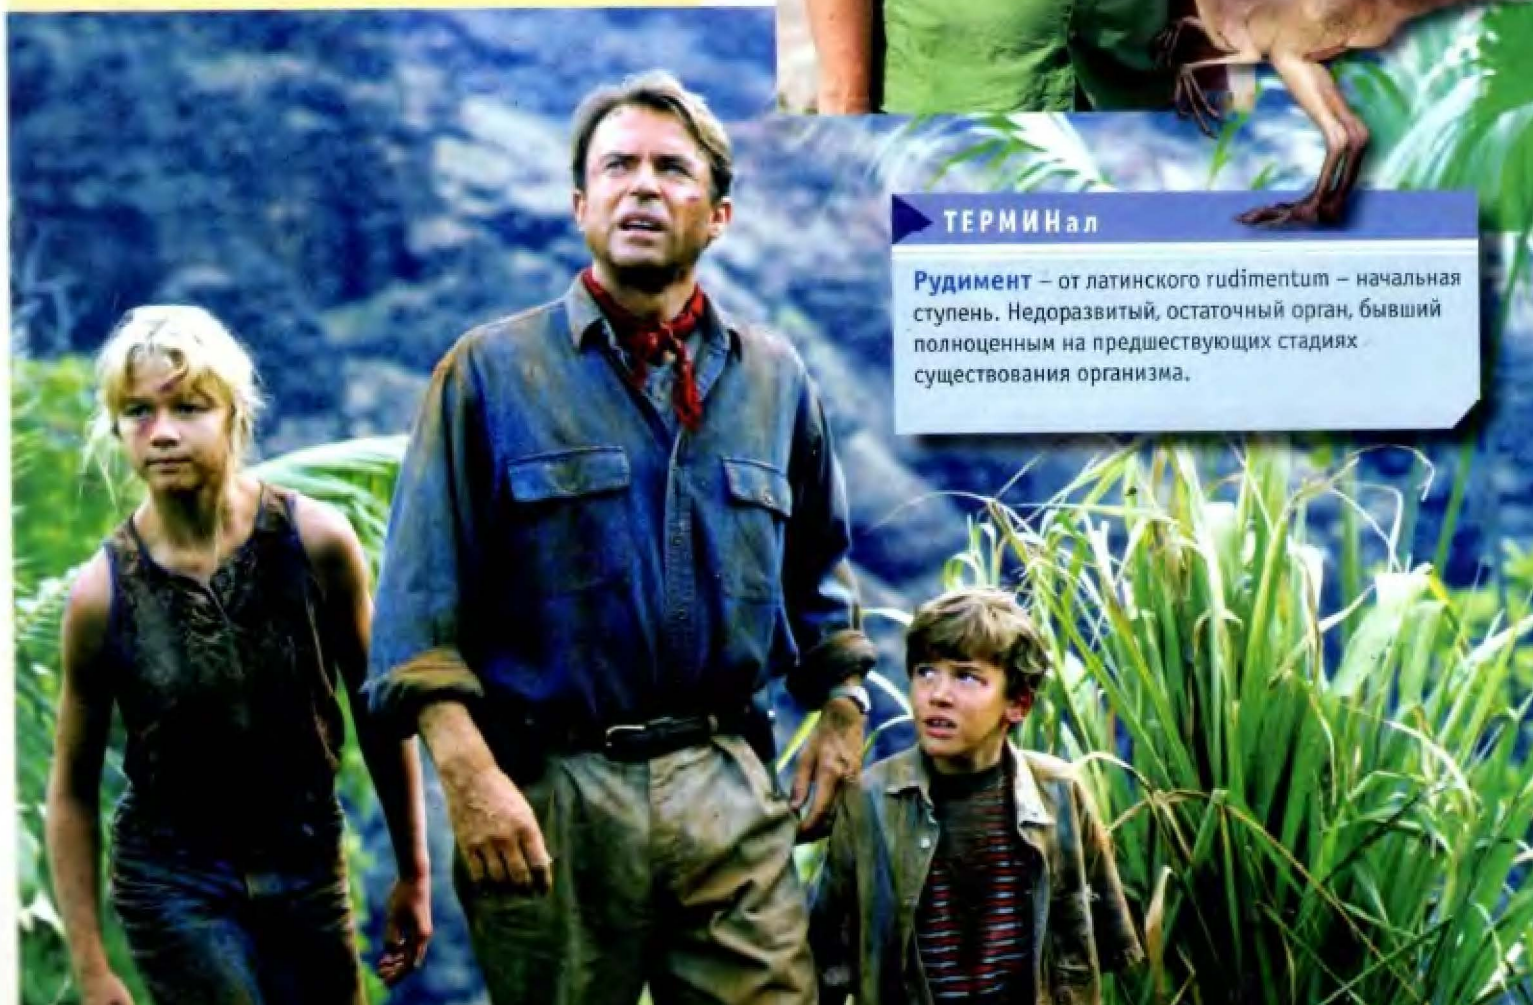 ТЕРМИНал
Рудимент – от латинского rudimentum – начальная
ступень. Недоразвитый, остаточный орган, бывший
полноценным на предшествующих стадиях
существования организма.